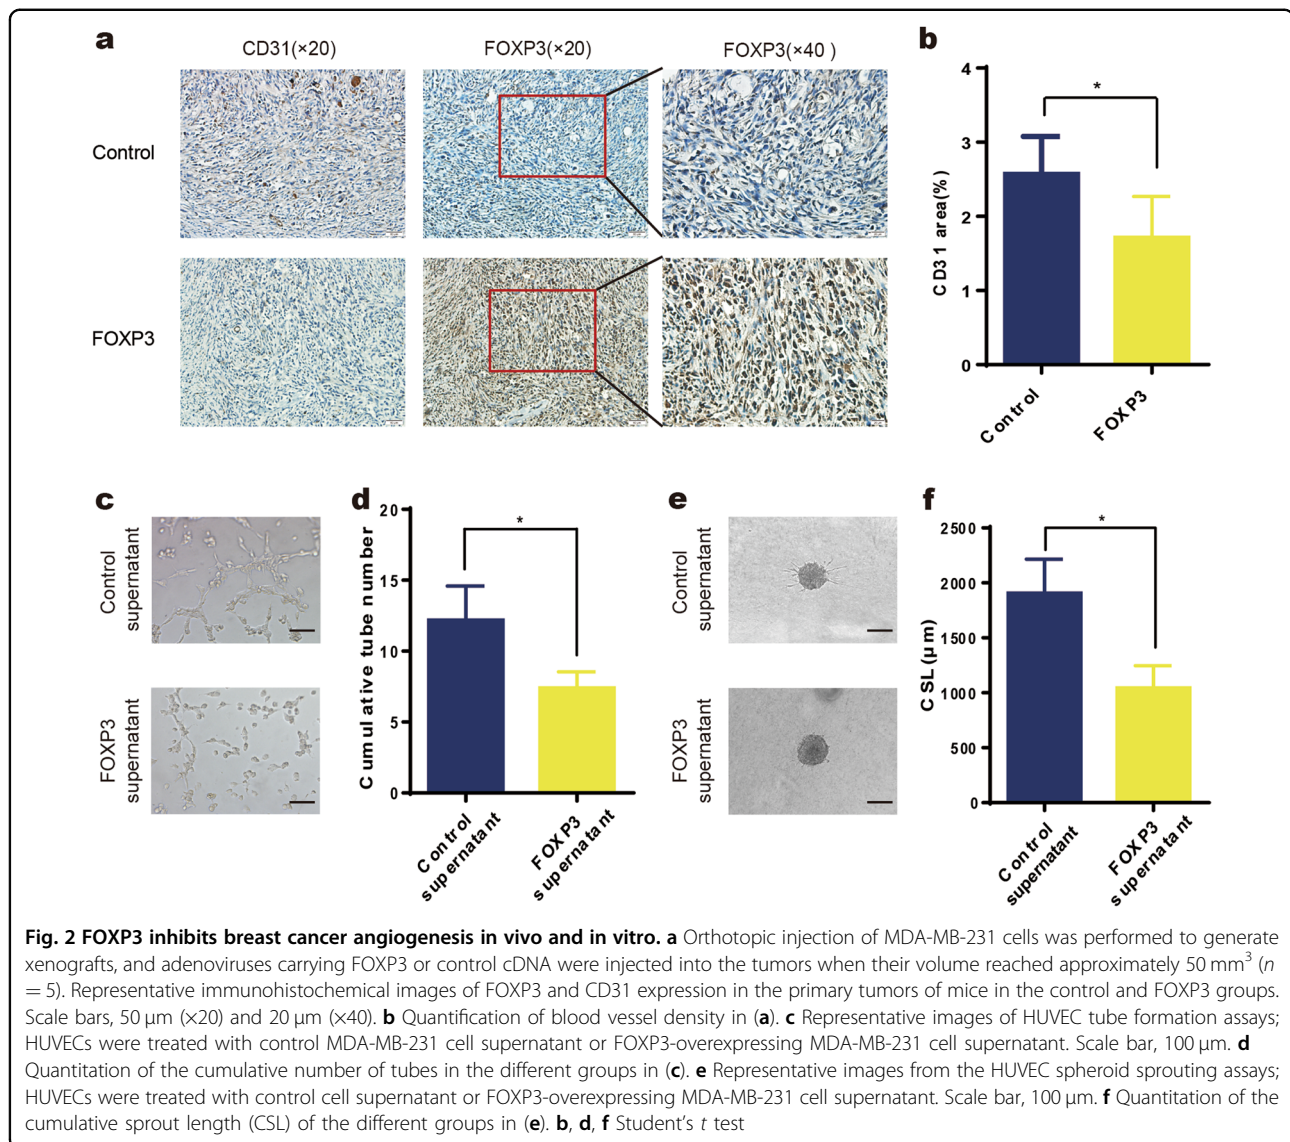 a
CD31(×20)
FOXP3(×20)
FOXP3(×40 )
Control
FOXP3
b
CD31 area(%)
4
3
2
1
0
*
Control
FOXP3
c
Control
supernatant
FOXP3
supernatant
d
Cumulative tube number
20
15
10
5
0
*
Control
supernatant
FOXP3
supernatant
e
Control
supernatant
FOXP3
supernatant
f
CSL(μm)
2500
2000
1500
1000
500
0
*
Control
supernatant
FOXP3
supernatant
Fig. 2 FOXP3 inhibits breast cancer angiogenesis in vivo and in vitro. a Orthotopic injection of MDA-MB-231 cells was performed to generate
xenografts, and adenoviruses carrying FOXP3 or control cDNA were injected into the tumors when their volume reached approximately 50 mm³ (n
= 5). Representative immunohistochemical images of FOXP3 and CD31 expression in the primary tumors of mice in the control and FOXP3 groups.
Scale bars, 50 μm (×20) and 20 μm (×40). b Quantification of blood vessel density in (a). c Representative images of HUVEC tube formation assays;
HUVECs were treated with control MDA-MB-231 cell supernatant or FOXP3-overexpressing MDA-MB-231 cell supernatant. Scale bar, 100 μm. d
Quantitation of the cumulative number of tubes in the different groups in (c). e Representative images from the HUVEC spheroid sprouting assays;
HUVECs were treated with control cell supernatant or FOXP3-overexpressing MDA-MB-231 cell supernatant. Scale bar, 100 μm. f Quantitation of the
cumulative sprout length (CSL) of the different groups in (e). b, d, f Student's t test